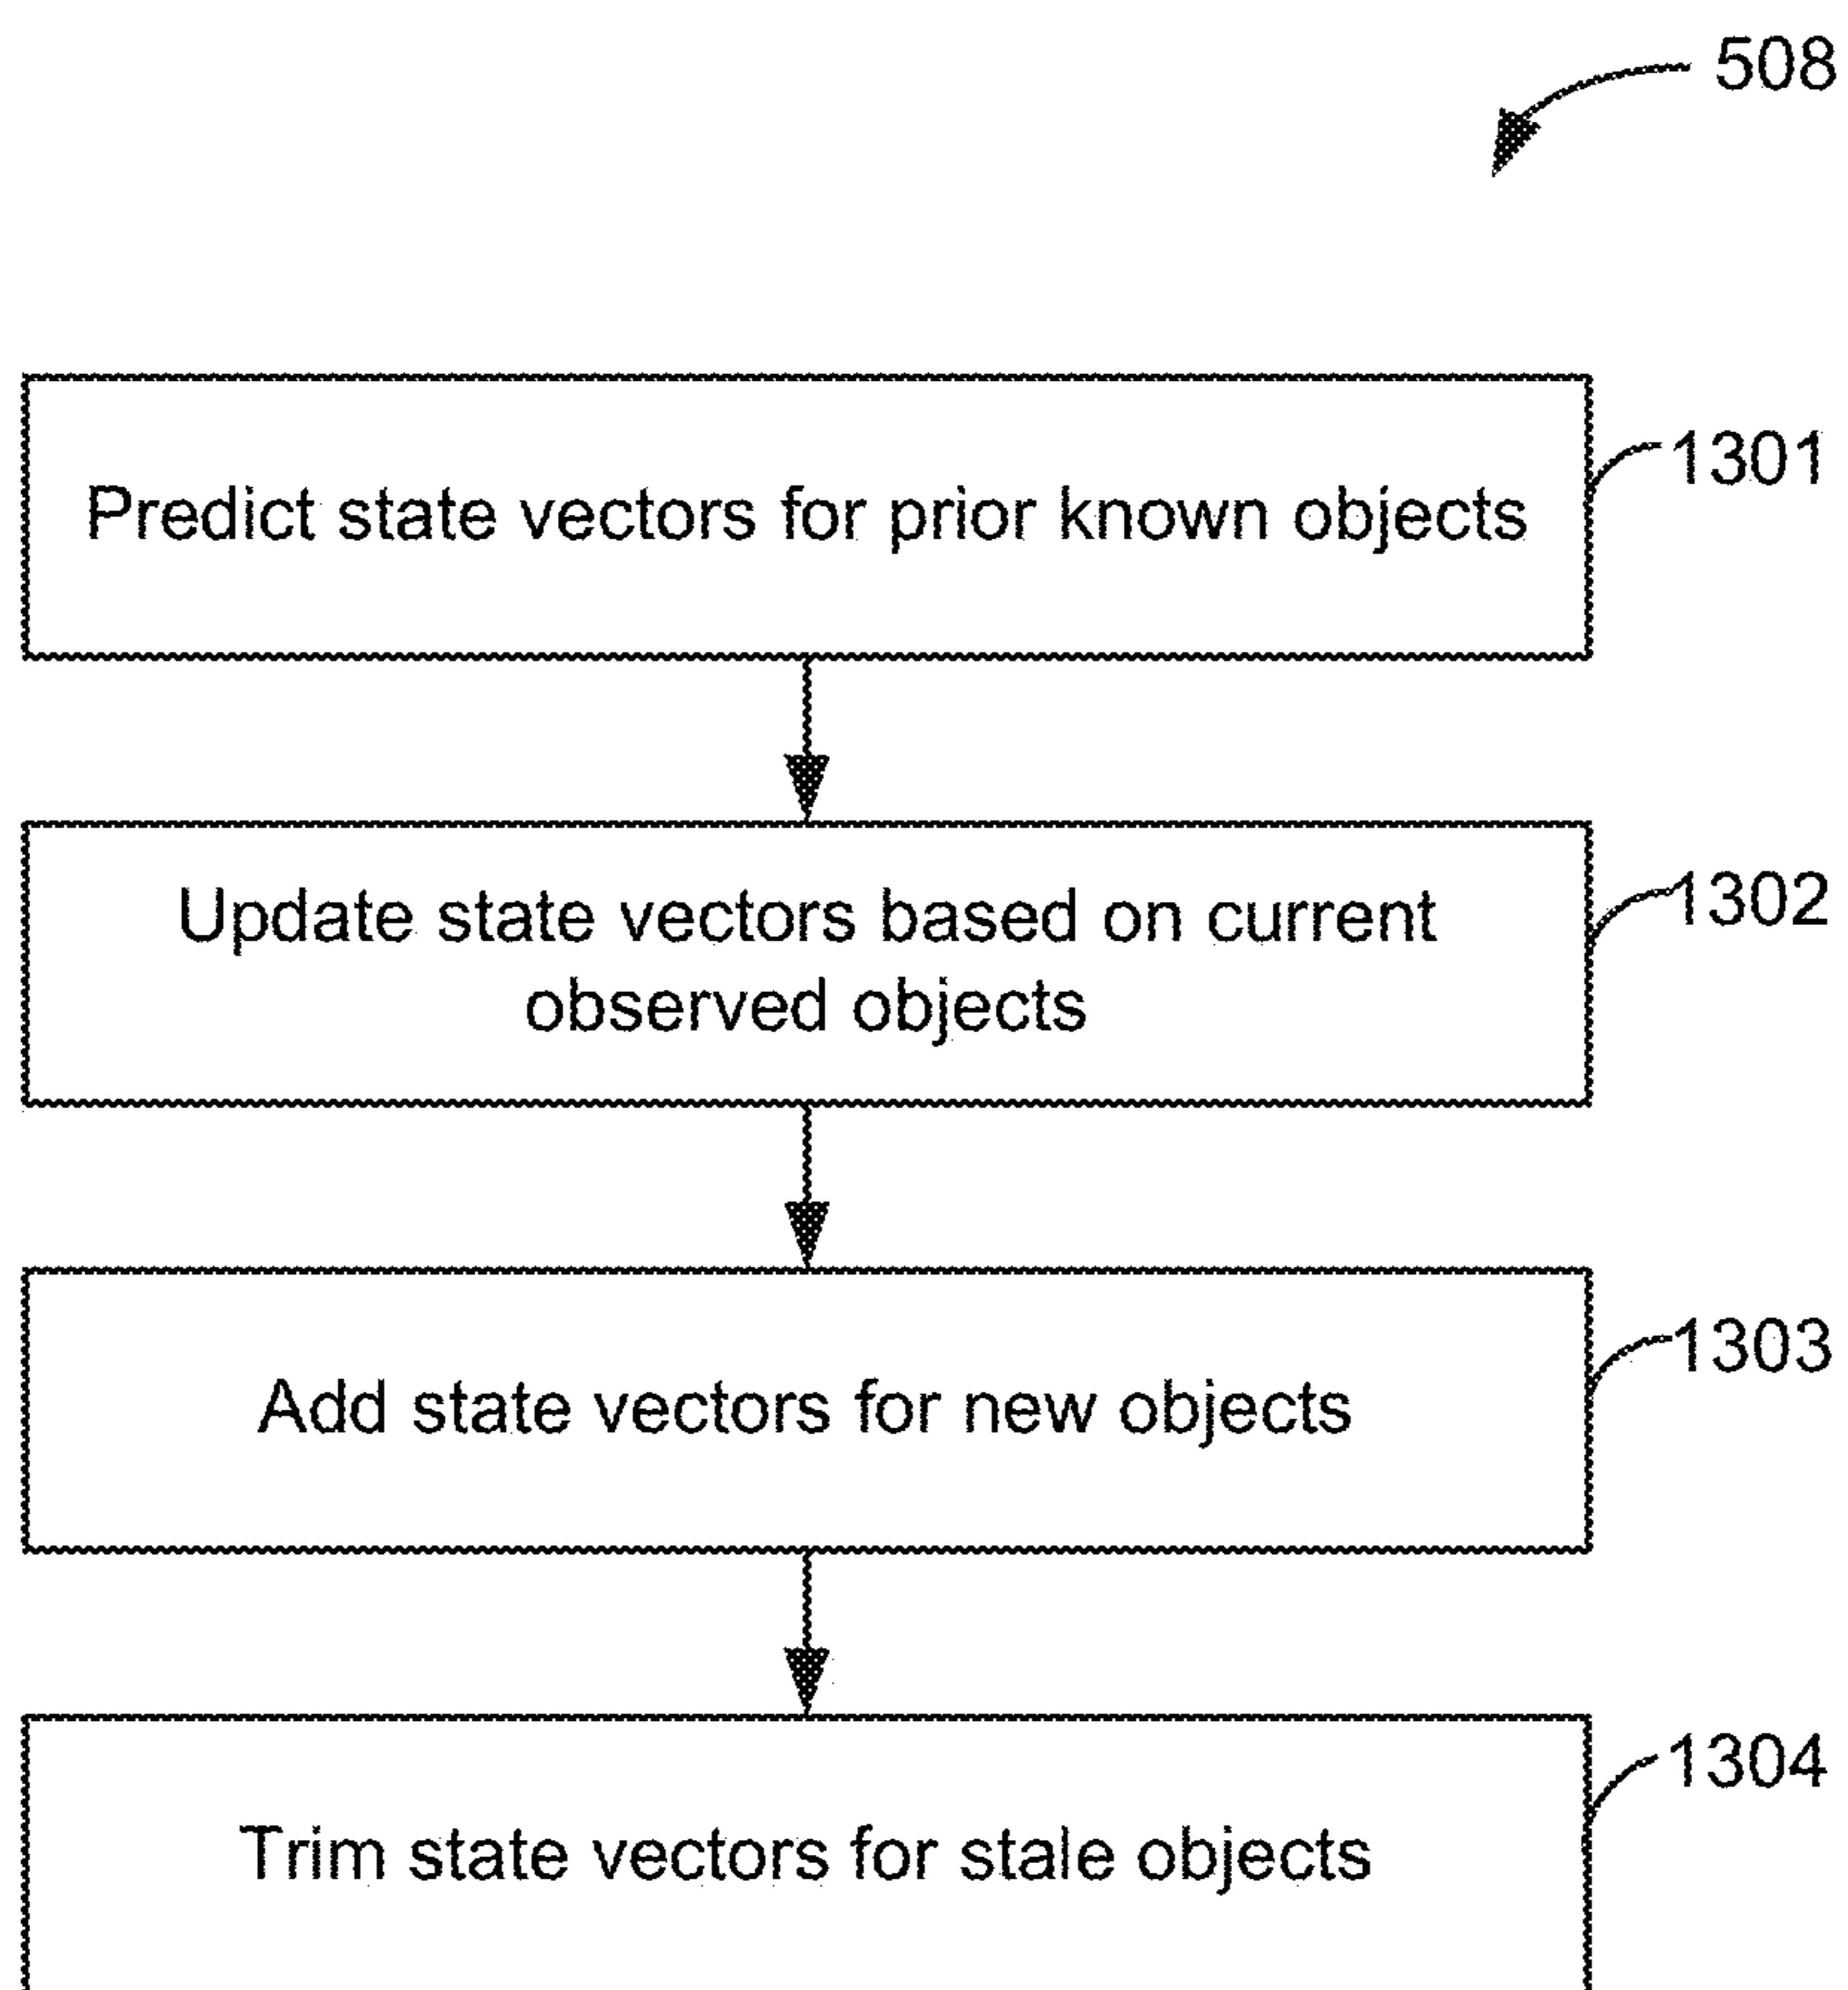 508
Predict state vectors for prior known objects
1301
Update state vectors based on current
observed objects
1302
Add state vectors for new objects
1303
Trim state vectors for stale objects
1304